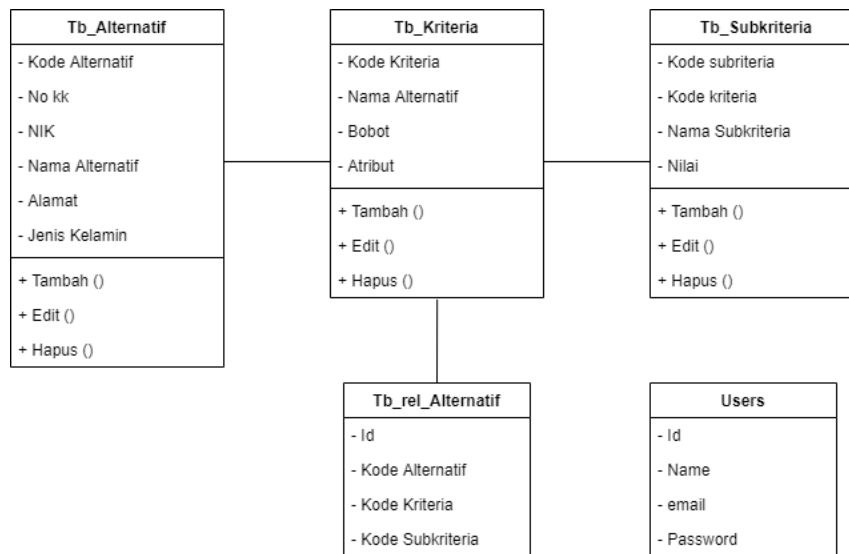 Tb_Alternatif
- Kode Alternatif
- No kk
- NIK
- Nama Alternatif
- Alamat
- Jenis Kelamin
+ Tambah ()
+ Edit ()
+ Hapus ()
Tb_Kriteria
- Kode Kriteria
- Nama Alternatif
- Bobot
- Atribut
+ Tambah ()
+ Edit ()
+ Hapus ()
Tb_Subkriteria
- Kode subriteria
- Kode kriteria
- Nama Subkriteria
- Nilai
+ Tambah ()
+ Edit ()
+ Hapus ()
Tb_rel_Alternatif
- Id
- Kode Alternatif
- Kode Kriteria
- Kode Subkriteria
Users
- Id
- Name
- email
- Password